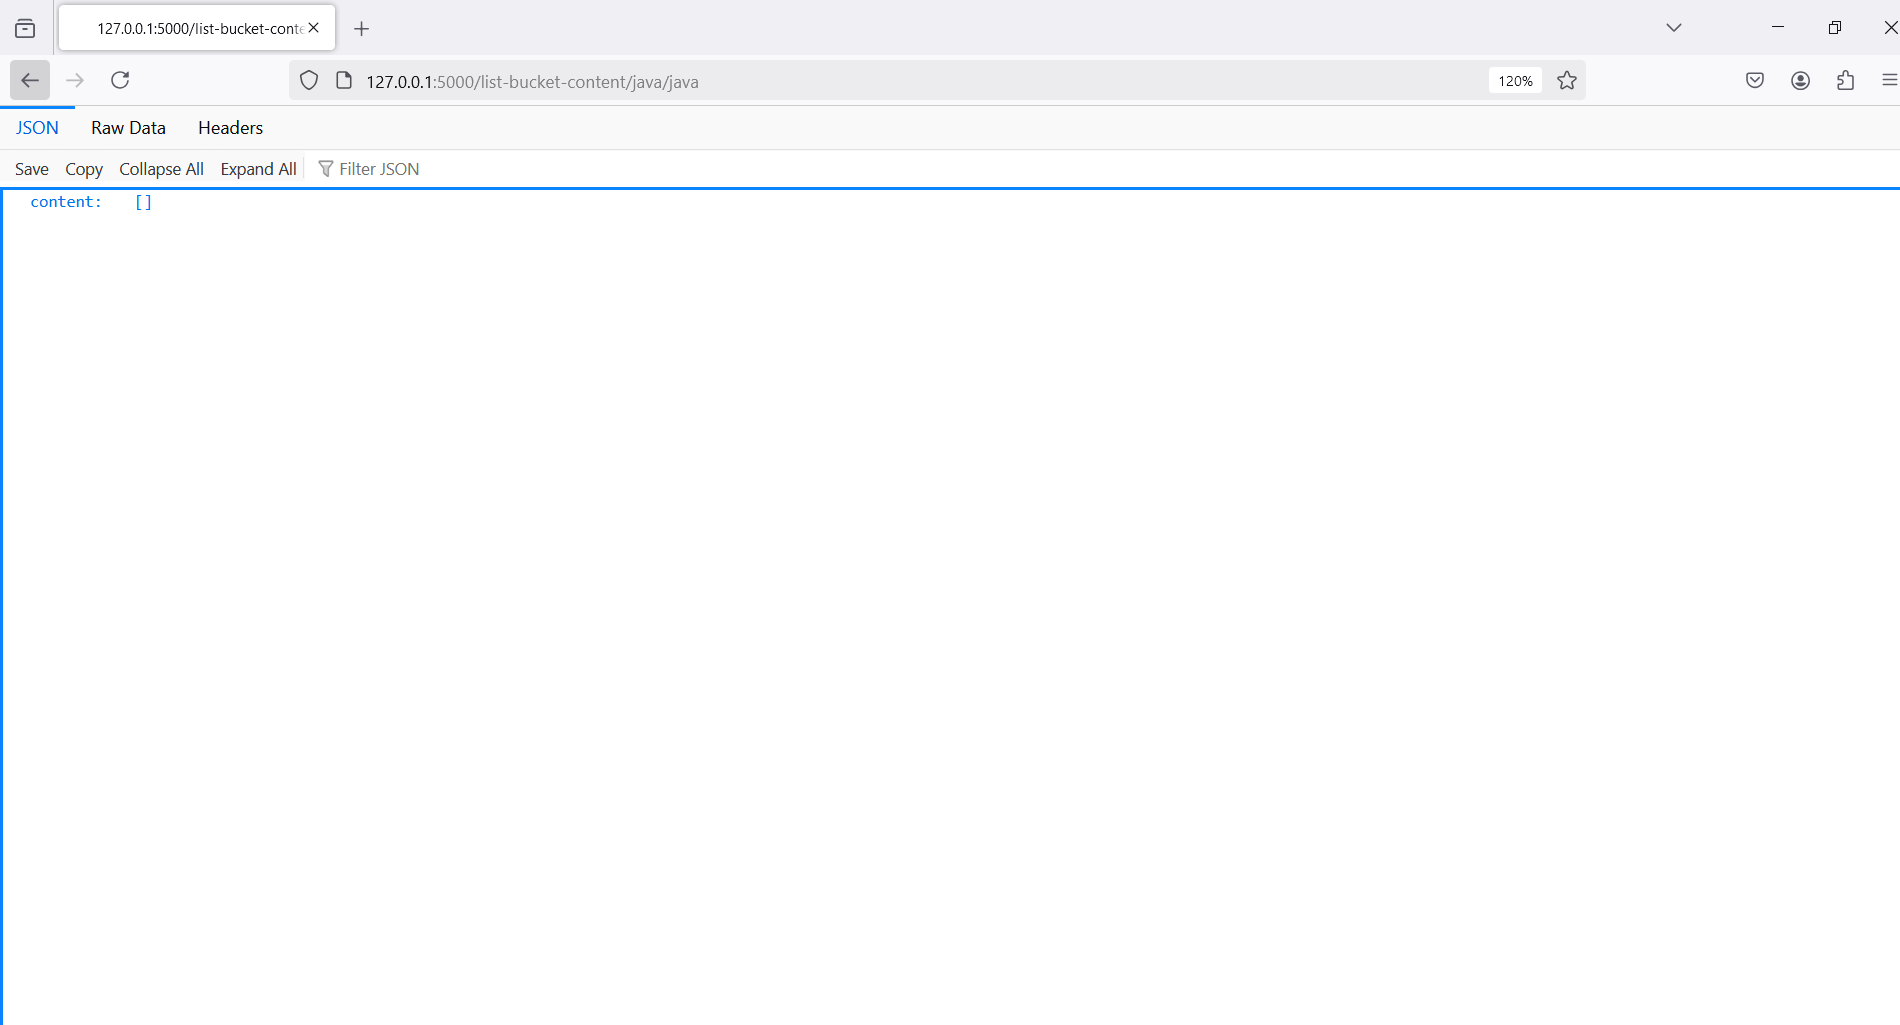 127.0.0.1:5000/list-bucket-conte
127.0.0.1:5000/list-bucket-content/java/java
120%
JSON Raw Data Headers
Save Copy Collapse All Expand All Filter JSON
content: []